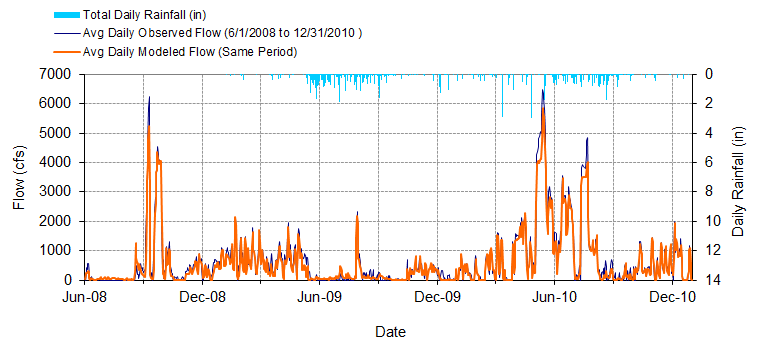 Total Daily Rainfall (in)
Avg Daily Observed Flow (6/1/2008 to 12/31/2010 )
Avg Daily Modeled Flow (Same Period)
7000
6000
5000
4000
3000
2000
1000
0
Flow (cfs)
0
2
4
6
8
10
12
14
Daily Rainfall (in)
Jun-08 Dec-08 Jun-09 Dec-09 Jun-10 Dec-10
Date